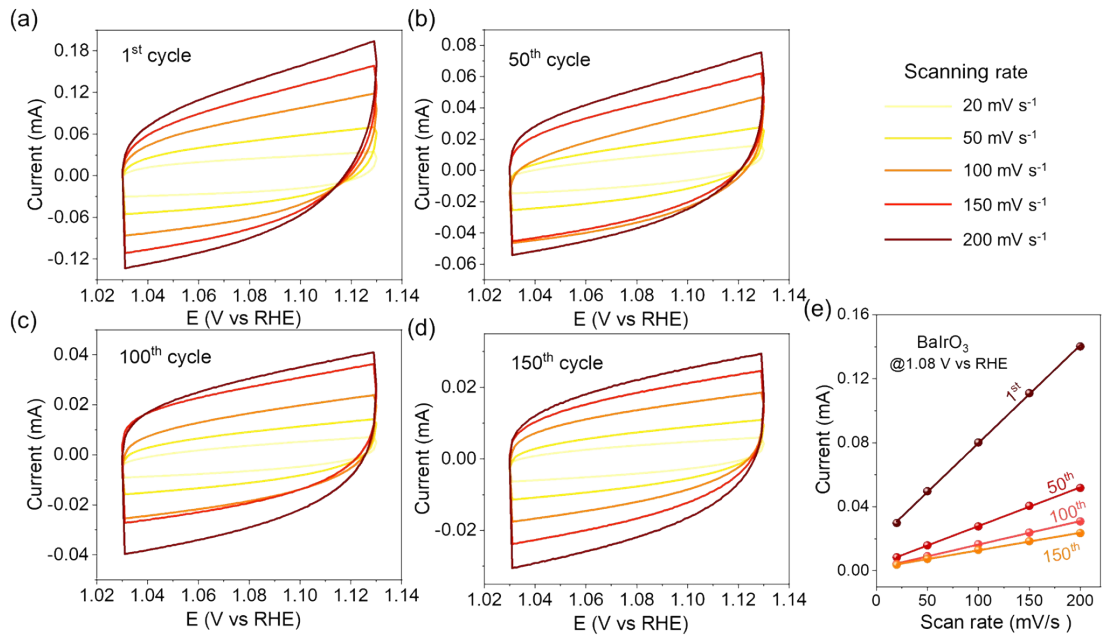 (a)
1st cycle
0.18
0.12
0.06
0.00
-0.06
-0.12
Current (mA)
1.02 1.04 1.06 1.08 1.10 1.12 1.14
E (V vs RHE)
(b)
50th cycle
0.08
0.06
0.04
0.02
0.00
-0.02
-0.04
-0.06
Current (mA)
1.02 1.04 1.06 1.08 1.10 1.12 1.14
E (V vs RHE)
Scanning rate
20 mV s-1
50 mV s-1
100 mV s-1
150 mV s-1
200 mV s-1
(c)
100th cycle
0.04
0.02
0.00
-0.02
-0.04
Current (mA)
1.02 1.04 1.06 1.08 1.10 1.12 1.14
E (V vs RHE)
(d)
150th cycle
0.02
0.00
-0.02
Current (mA)
1.02 1.04 1.06 1.08 1.10 1.12 1.14
E (V vs RHE)
(e)
BaIrO3
@1.08 V vs RHE
0.16
0.12
0.08
0.04
0.00
Current (mA)
1st
50th
100th
150th
0 50 100 150 200
Scan rate (mV/s)